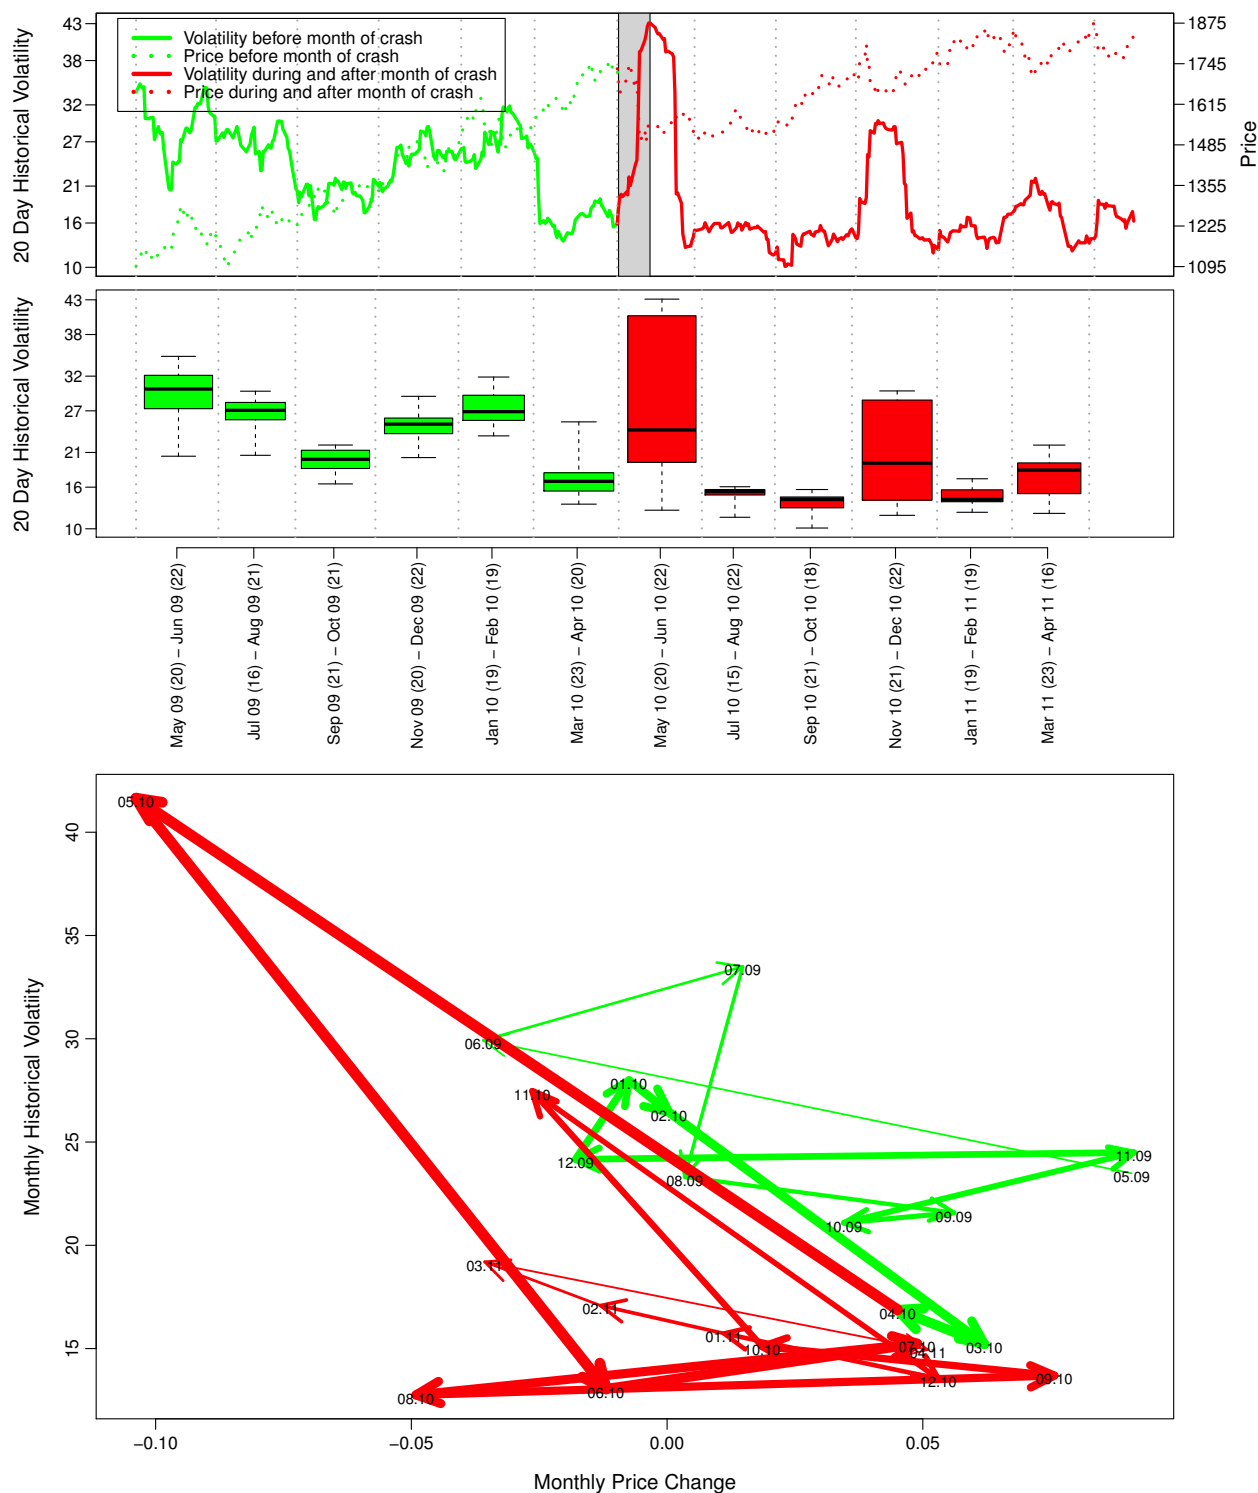 20 Day Historical Volatility
43
38
32
27
21
16
10
Volatility before month of crash
Price before month of crash
Volatility during and after month of crash
Price during and after month of crash
1875
1745
1615
1485
1355
1225
1095
Price
20 Day Historical Volatility
43
38
32
27
21
16
10
May 09 (20) − Jun 09 (22)
Jul 09 (16) − Aug 09 (21)
Sep 09 (21) − Oct 09 (21)
Nov 09 (20) − Dec 09 (22)
Jan 10 (19) − Feb 10 (19)
Mar 10 (23) − Apr 10 (20)
May 10 (20) − Jun 10 (22)
Jul 10 (15) − Aug 10 (22)
Sep 10 (21) − Oct 10 (18)
Nov 10 (21) − Dec 10 (22)
Jan 11 (19) − Feb 11 (19)
Mar 11 (23) − Apr 11 (16)
Monthly Historical Volatiity
40
35
30
25
20
15
05.10
07.09
06.09
01.10
11.10
02.10
12.09
11.09
08.09
05.09
09.09
10.09
03.11
02.11
04.10
01.11
10.10
07.10
04.11
03.10
12.10
09.10
06.10
08.10
−0.10
−0.05
0.00
0.05
Monthly Price Change